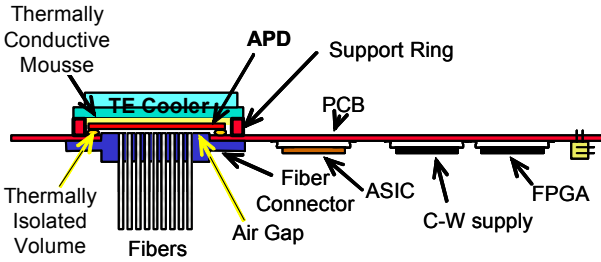 Thermally
Conductive
Mousse
APD
Support Ring
TE Cooler
PCB
Thermally
Isolated
Volume
Fibers
Air Gap
Fiber
Connector
ASIC
C-W supply
FPGA